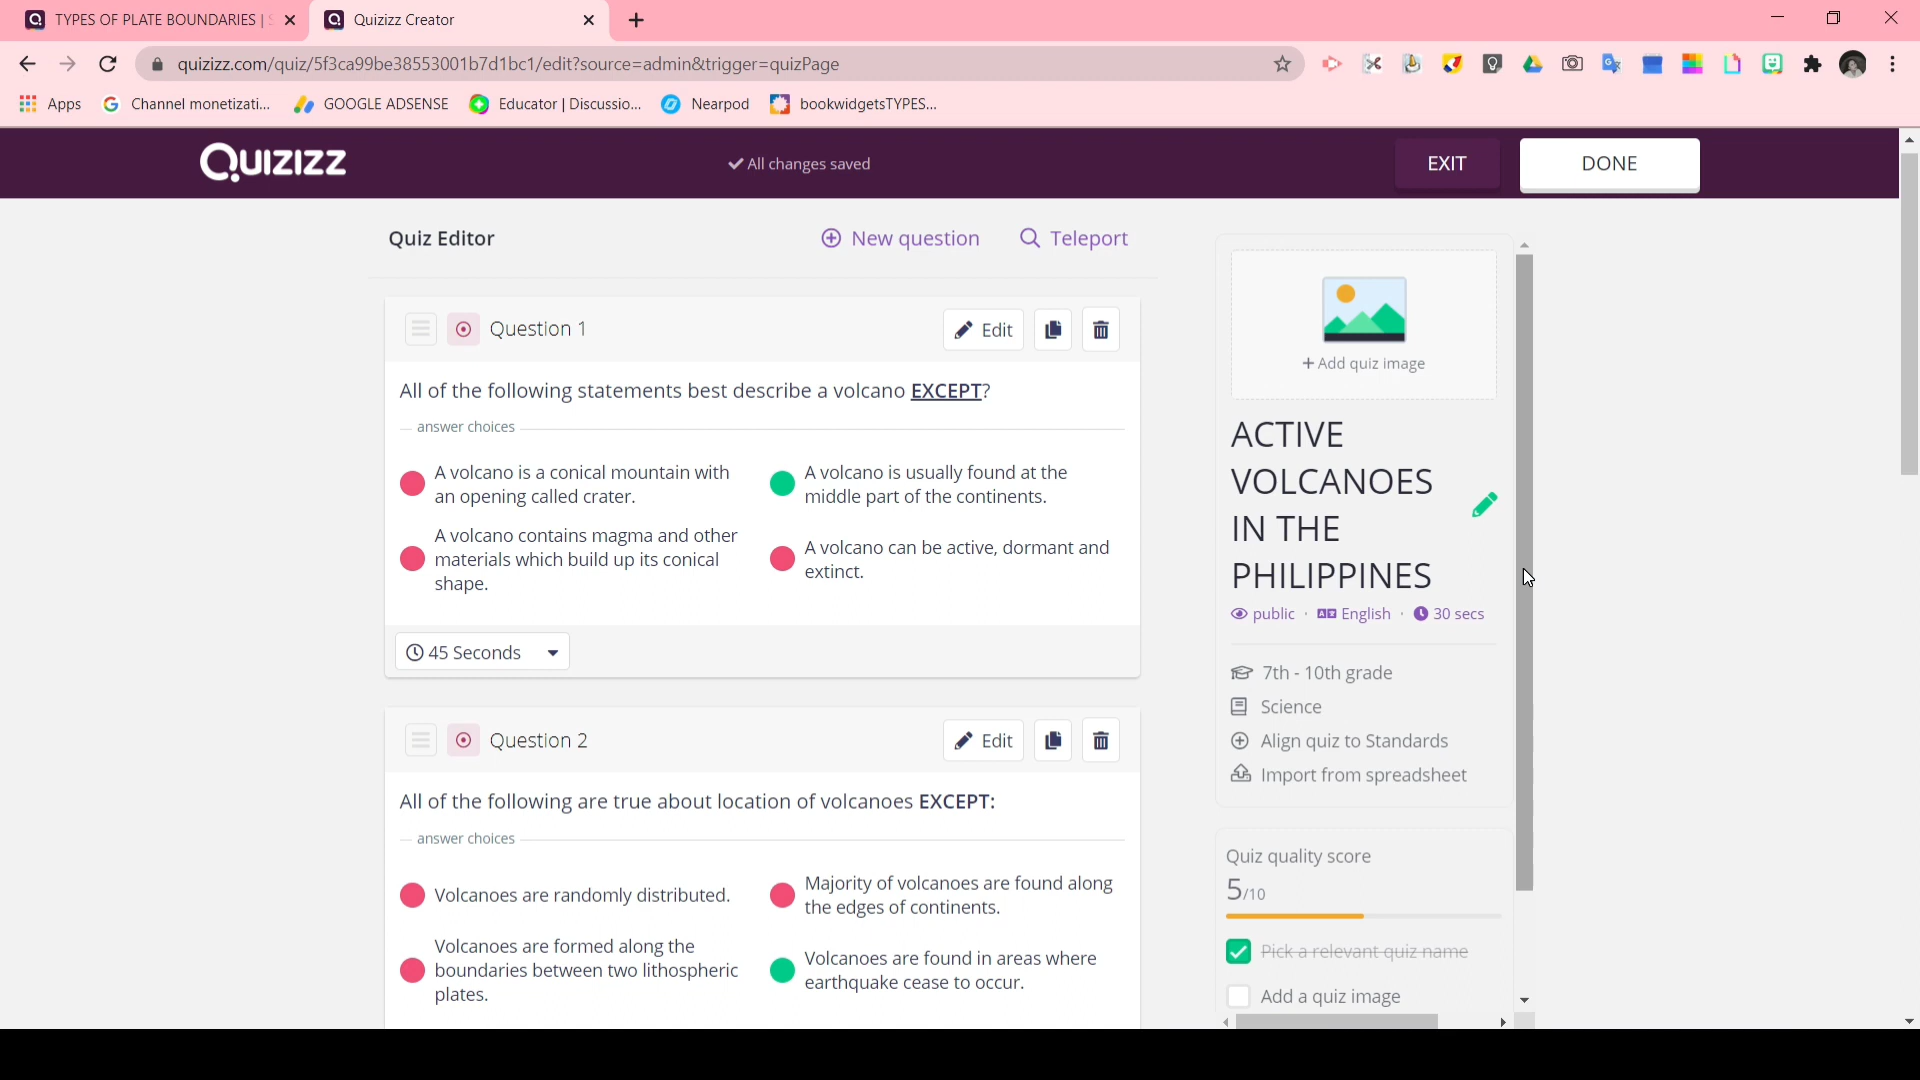 TYPES OF PLATE BOUNDARIES |
Quizizz Creator
quizizz.com/quiz/5f3ca99be38553001b7d1bc1/edit?source=admin&trigger=quizPage
Apps
Channel monetizati...
GOOGLE ADSENSE
Educator | Discussio...
Nearpod
bookwidgetsTYPES...
QUIZIZZ
All changes saved
EXIT
DONE
Quiz Editor
New question
Teleport
Question 1
Edit
All of the following statements best describe a volcano EXCEPT?
answer choices
A volcano is a conical mountain with
an opening called crater.
A volcano is usually found at the
middle part of the continents.
A volcano contains magma and other
materials which build up its conical
shape.
A volcano can be active, dormant and
extinct.
45 Seconds
Question 2
Edit
All of the following are true about location of volcanoes EXCEPT:
answer choices
Volcanoes are randomly distributed.
Majority of volcanoes are found along
the edges of continents.
Volcanoes are formed along the
boundaries between two lithospheric
plates.
Volcanoes are found in areas where
earthquake cease to occur.
+ Add quiz image
ACTIVE
VOLCANOES
IN THE
PHILIPPINES
public · English · 30 secs
7th - 10th grade
Science
Align quiz to Standards
Import from spreadsheet
Quiz quality score
5/10
Pick a relevant quiz name
Add a quiz image